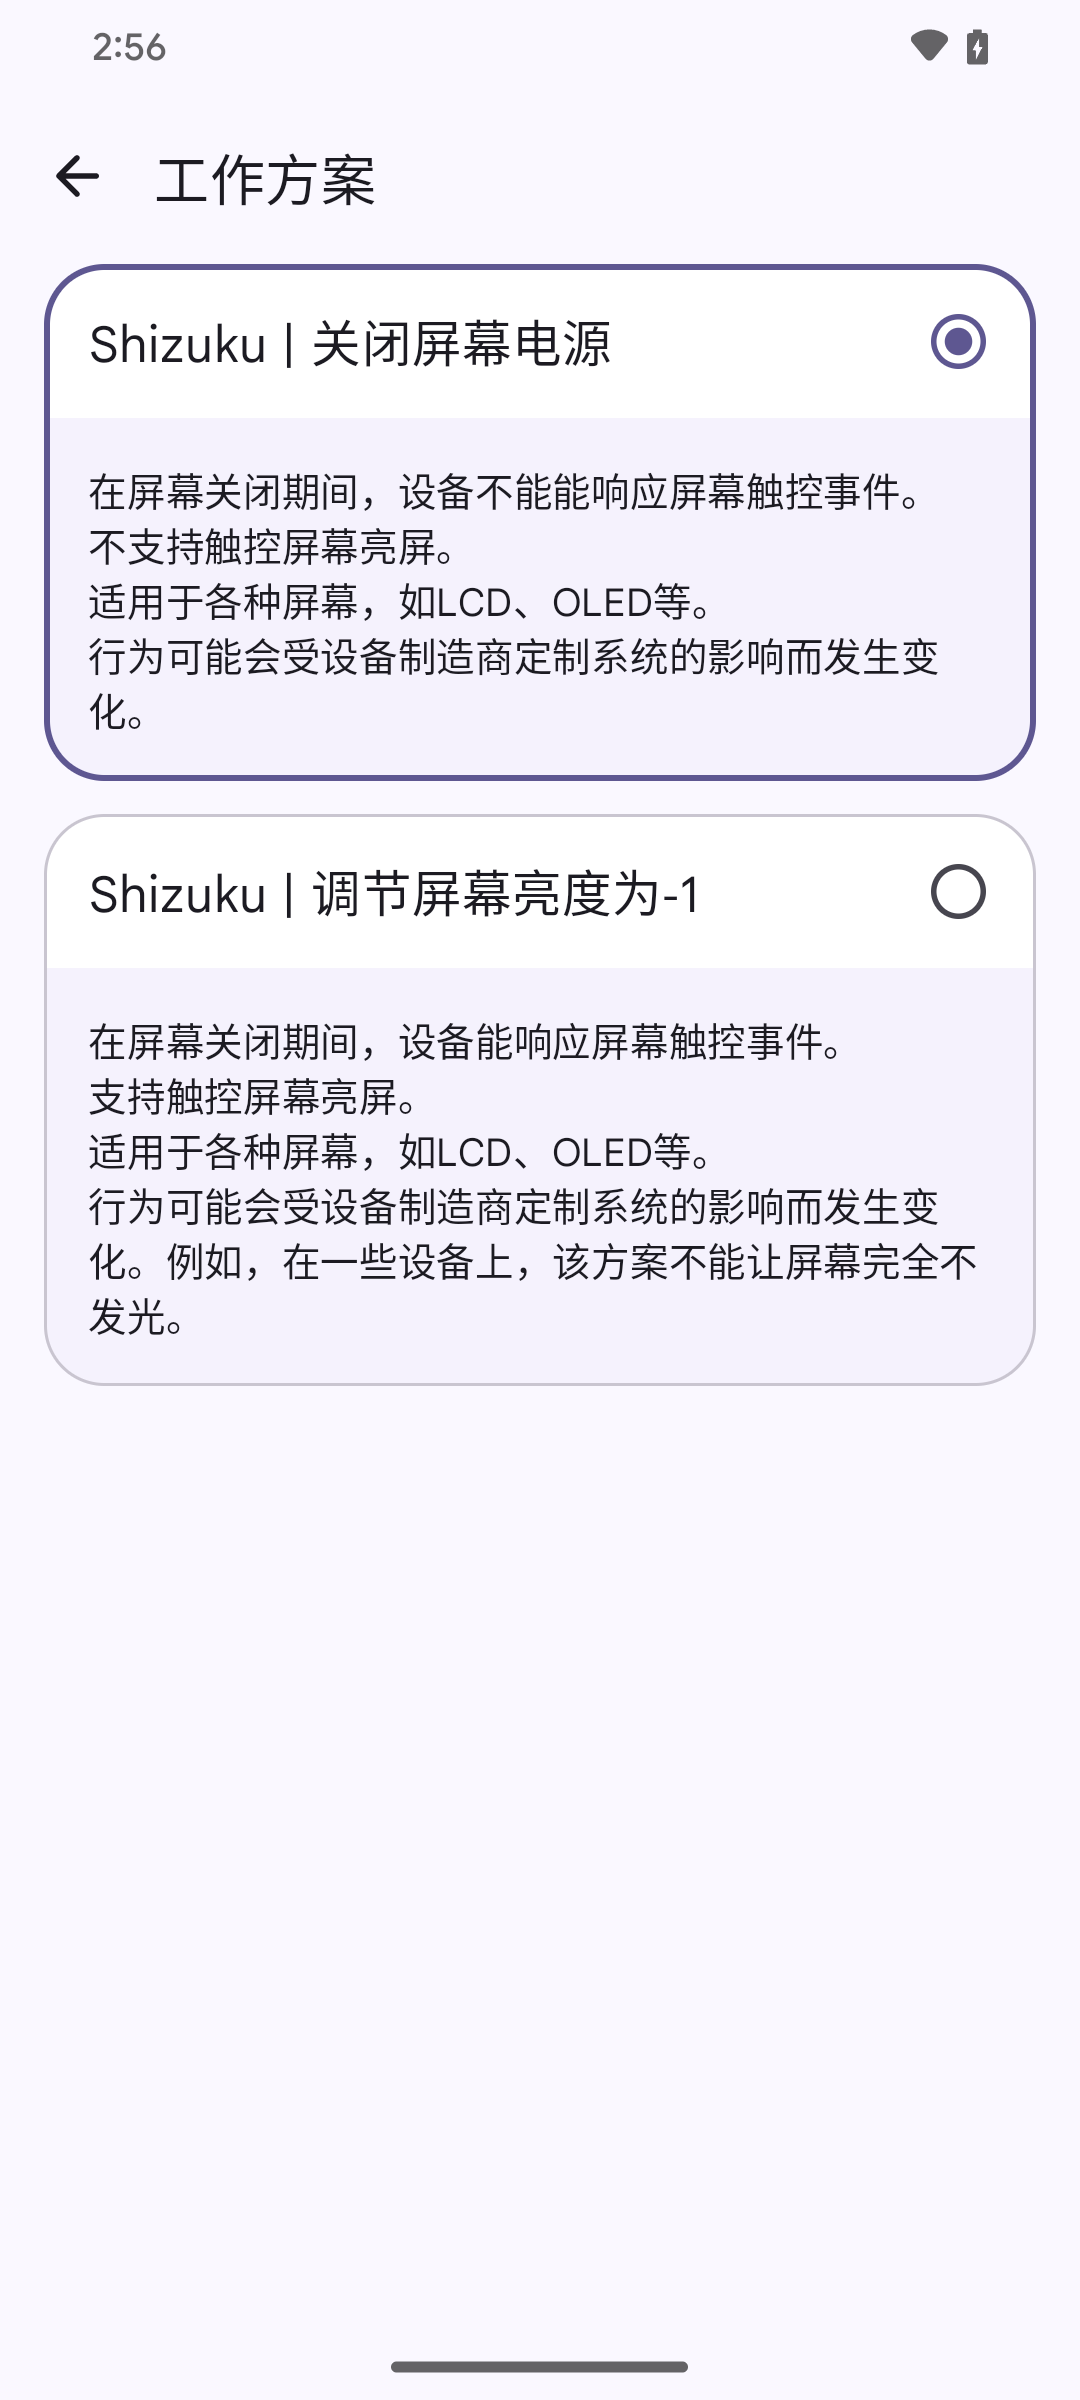 2:56
工作方案
Shizuku | 关闭屏幕电源
在屏幕关闭期间，设备不能能响应屏幕触控事件。
不支持触控屏幕亮屏。
适用于各种屏幕，如LCD、OLED等。
行为可能会受设备制造商定制系统的影响而发生变
化。
Shizuku | 调节屏幕亮度为-1
在屏幕关闭期间，设备能响应屏幕触控事件。
支持触控屏幕亮屏。
适用于各种屏幕，如LCD、OLED等。
行为可能会受设备制造商定制系统的影响而发生变
化。例如，在一些设备上，该方案不能让屏幕完全不
发光。